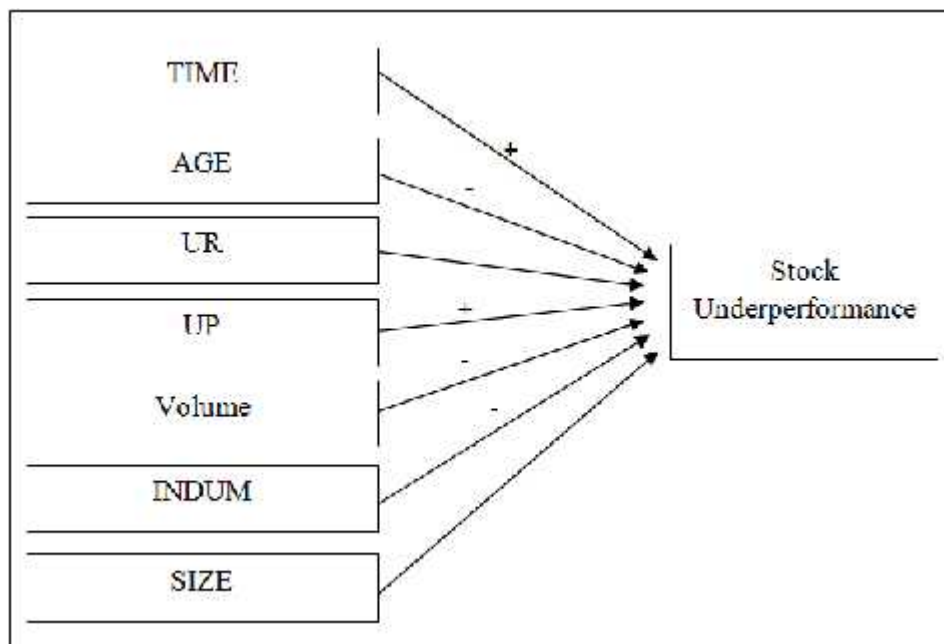 TIME
+
AGE
-
UR
UP
+
-
Volume
-
INDUM
SIZE
Stock
Underperformance